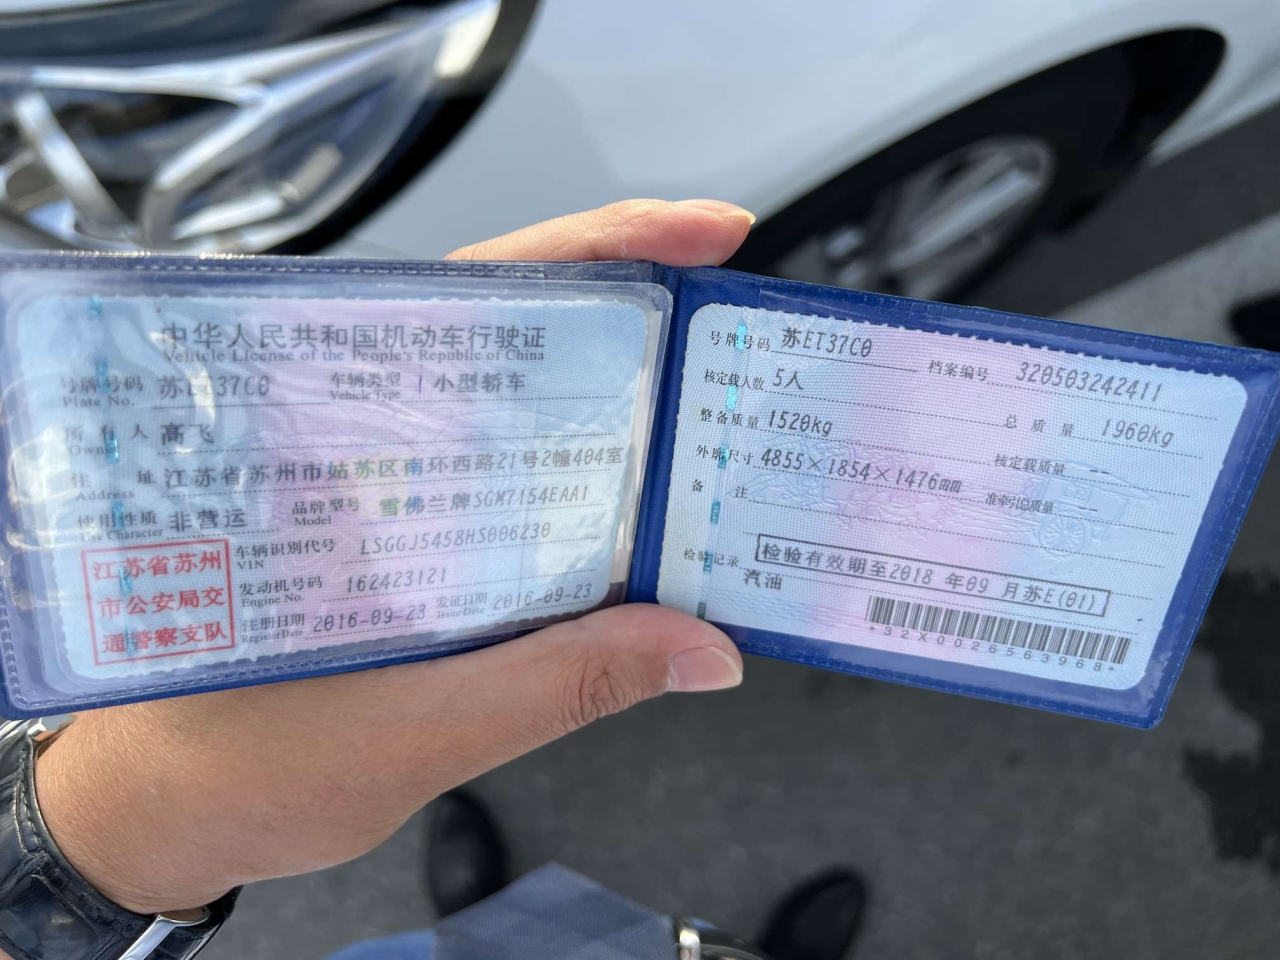 中华人民共和国机动车行驶证
Vehicle License of the People's Republic of China
号牌号码 苏ET37C0 车辆类型 小型轿车
Plate No. Vehicle Type
所有人 高飞
Owner
住址 江苏省苏州市姑苏区南环西路21号2幢404室
Address
使用性质 非营运 品牌型号 雪佛兰牌SGM7154EAA1
Use Character Model
江苏省苏州
市公安局交
通警察支队
车辆识别代号 LSGGJ5458HS006230
VIN
发动机号码 162423121
Engine No.
注册日期 2016-09-23 发证日期 2016-09-23
Register Date Issue Date
号牌号码 苏ET37C0 档案编号 320503242411
核定载人数 5人 总质量 1960kg
整备质量 1520kg 核定载质量 --
外廓尺寸 4855×1854×1476mm 准牵引总质量 --
备注
检验记录 检验有效期至2018年09月苏E(01)
汽油
*32X0026563968*